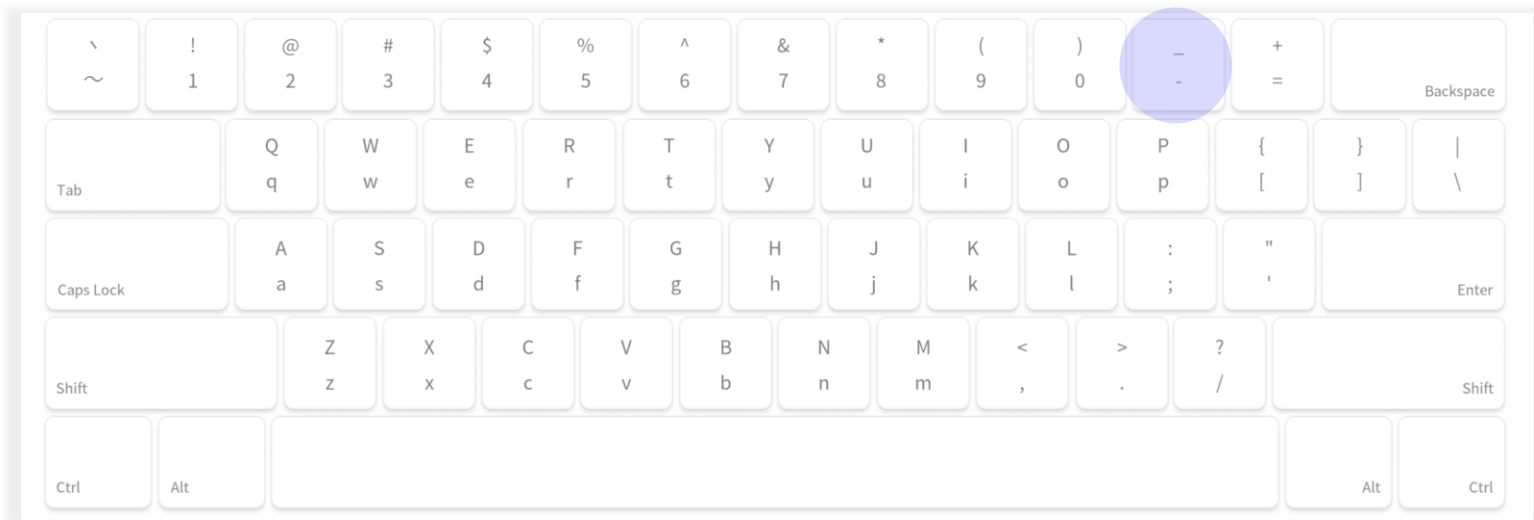 、 ! @ # $ % ^ & * ( ) _ +
～ 1 2 3 4 5 6 7 8 9 0 - =
Backspace
Q W E R T Y U I O P { } |
Tab q w e r t y u i o p [ ] \
A S D F G H J K L : "
Caps Lock a s d f g h j k l ; ' Enter
Z X C V B N M < > ?
Shift z x c v b n m , . / Shift
Ctrl Alt Alt Ctrl